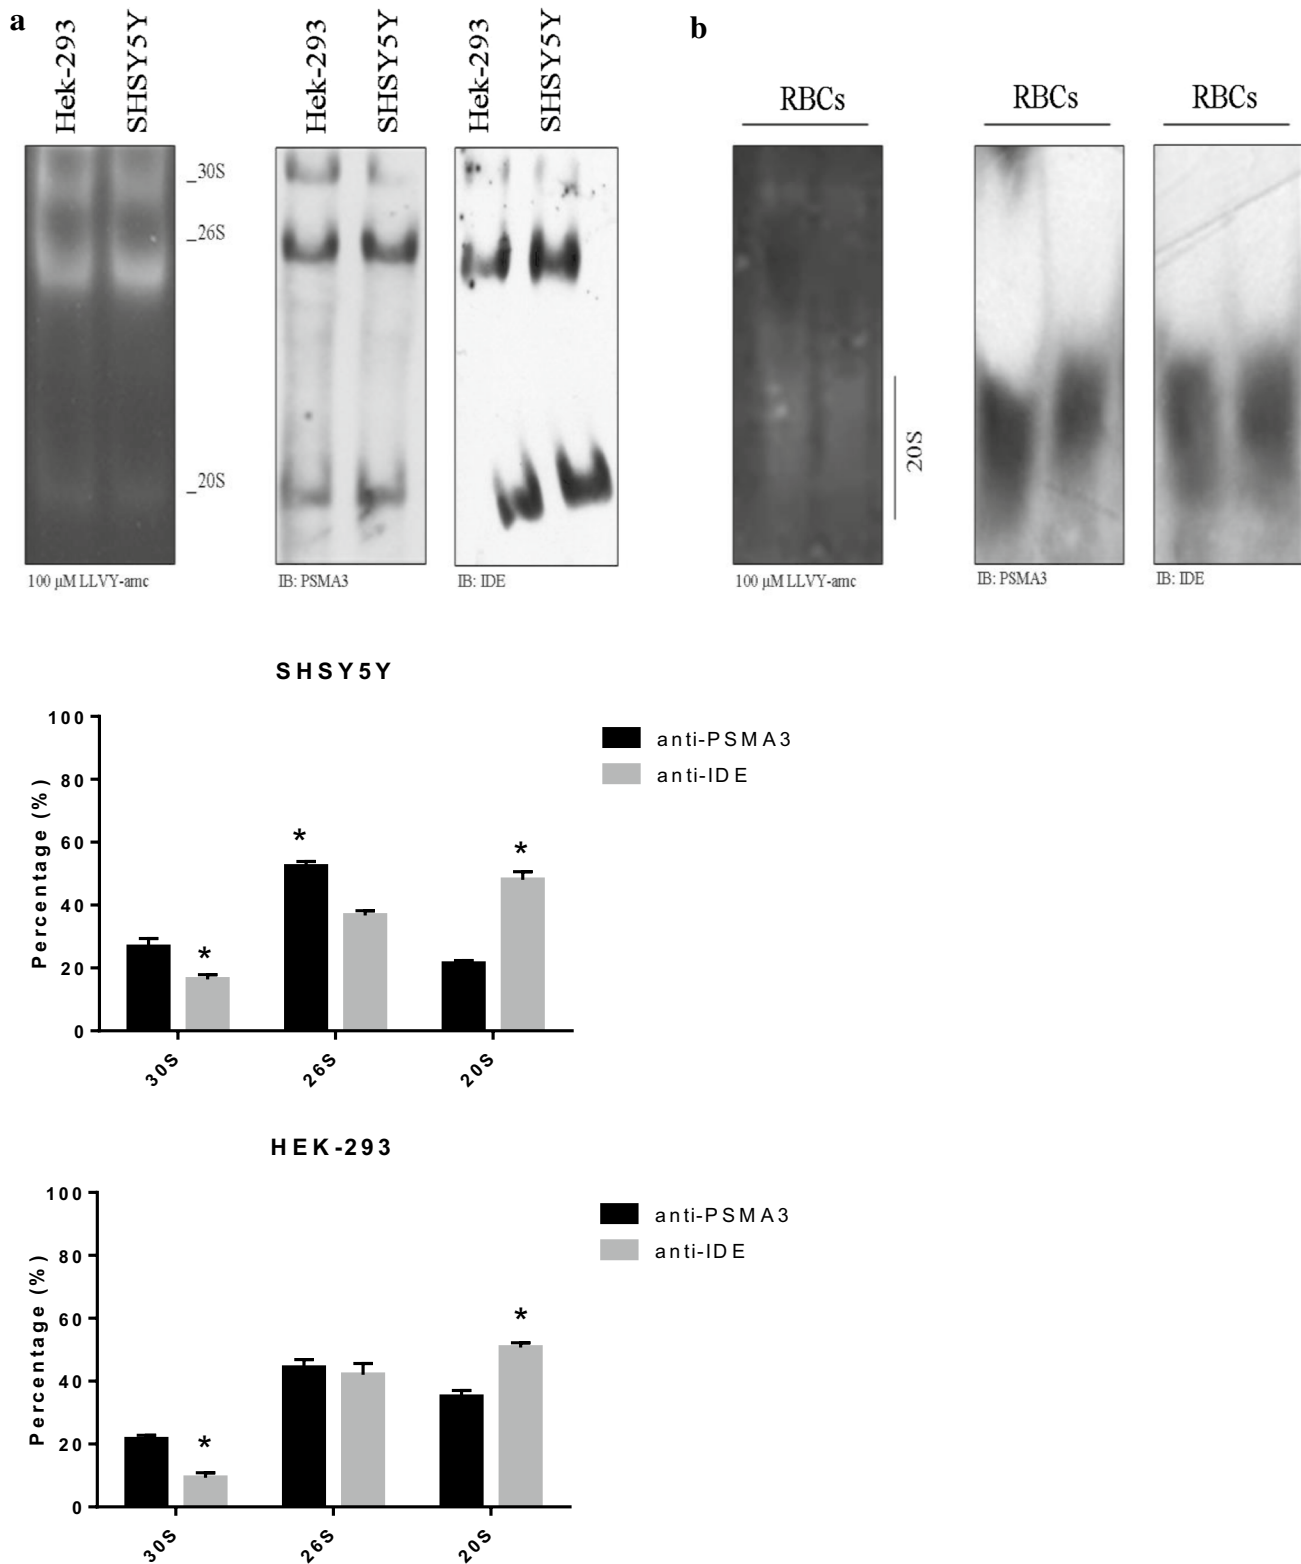 a
b
Hek-293
SHSY5Y
Hek-293
SHSY5Y
Hek-293
SHSY5Y
RBCs
RBCs
RBCs
_30S
_26S
_20S
20S
100 µM LLVY-amc
IB: PSMA3
IB: IDE
100 µM LLVY-amc
IB: PSMA3
IB: IDE
SHSY5Y
Percentage (%)
100
80
60
40
20
0
*
*
*
30S
26S
20S
anti-PSMA3
anti-IDE
HEK-293
Percentage (%)
100
80
60
40
20
0
*
*
30S
26S
20S
anti-PSMA3
anti-IDE